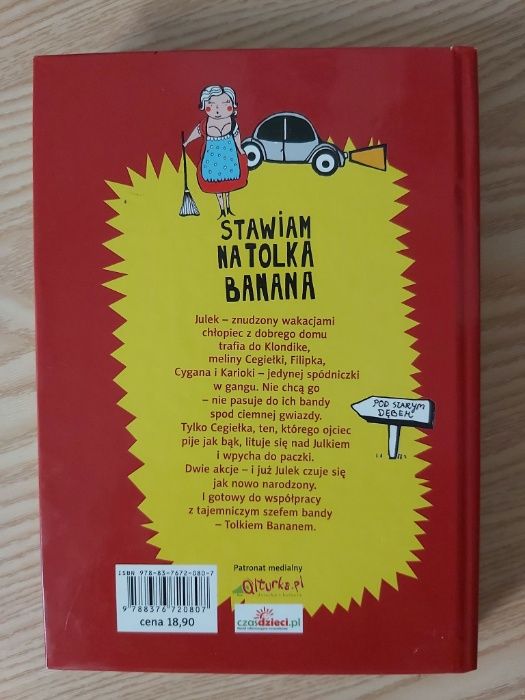 STAWIAM
NA TOLKA
BANANA
Julek – znudzony wakacjami
chłopiec z dobrego domu
trafia do Klondike,
meliny Cegiełki, Filipka,
Cygana i Karioki – jedynej spódniczki
w gangu. Nie chcą go
– nie pasuje do ich bandy
spod ciemnej gwiazdy.
Tylko Cegiełka, ten, którego ojciec
pije jak bąk, lituje się nad Julkiem
i wpycha do paczki.
Dwie akcje – i już Julek czuje się
jak nowo narodzony.
I gotowy do współpracy
z tajemniczym szefem bandy
– Tolkiem Bananem.
POD STARYM
DĘBEM
Patronat medialny
Qlturka.pl
czasdzieci.pl
ISBN 978-83-7672-080-7
9 788376 720807
cena 18,90